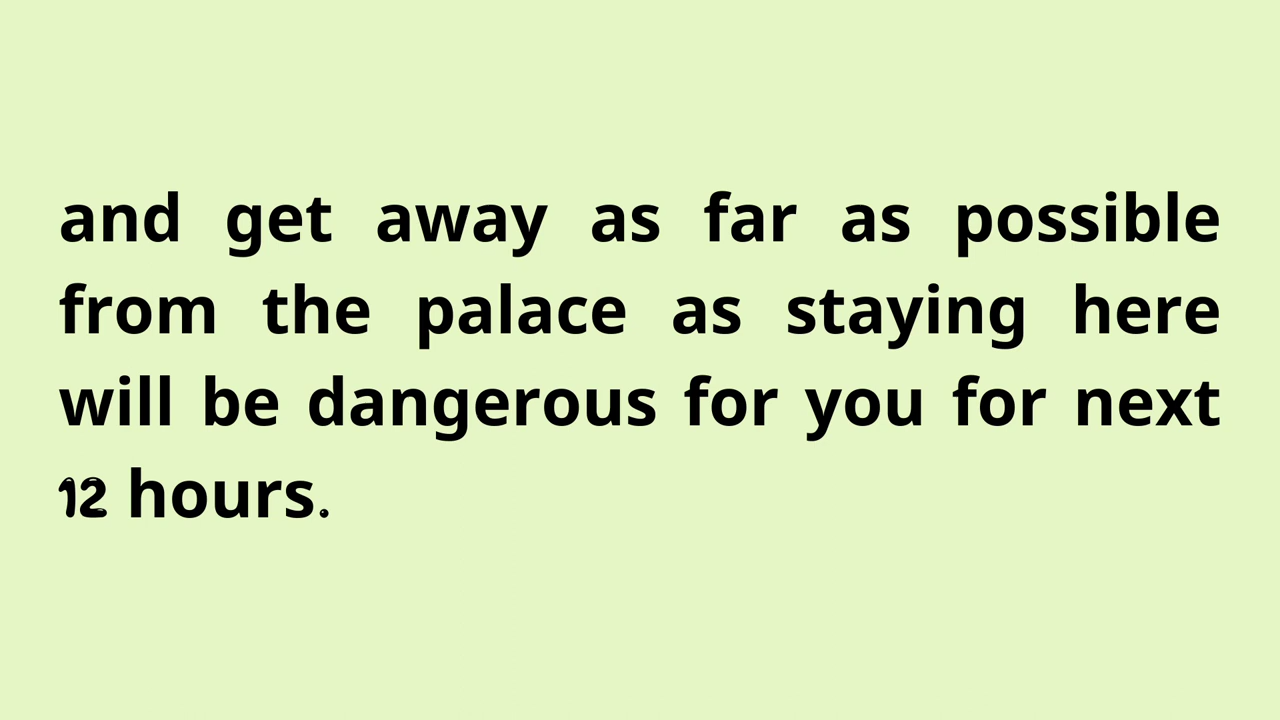 and get away as far as possible
from the palace as staying here
will be dangerous for you for next
12 hours.